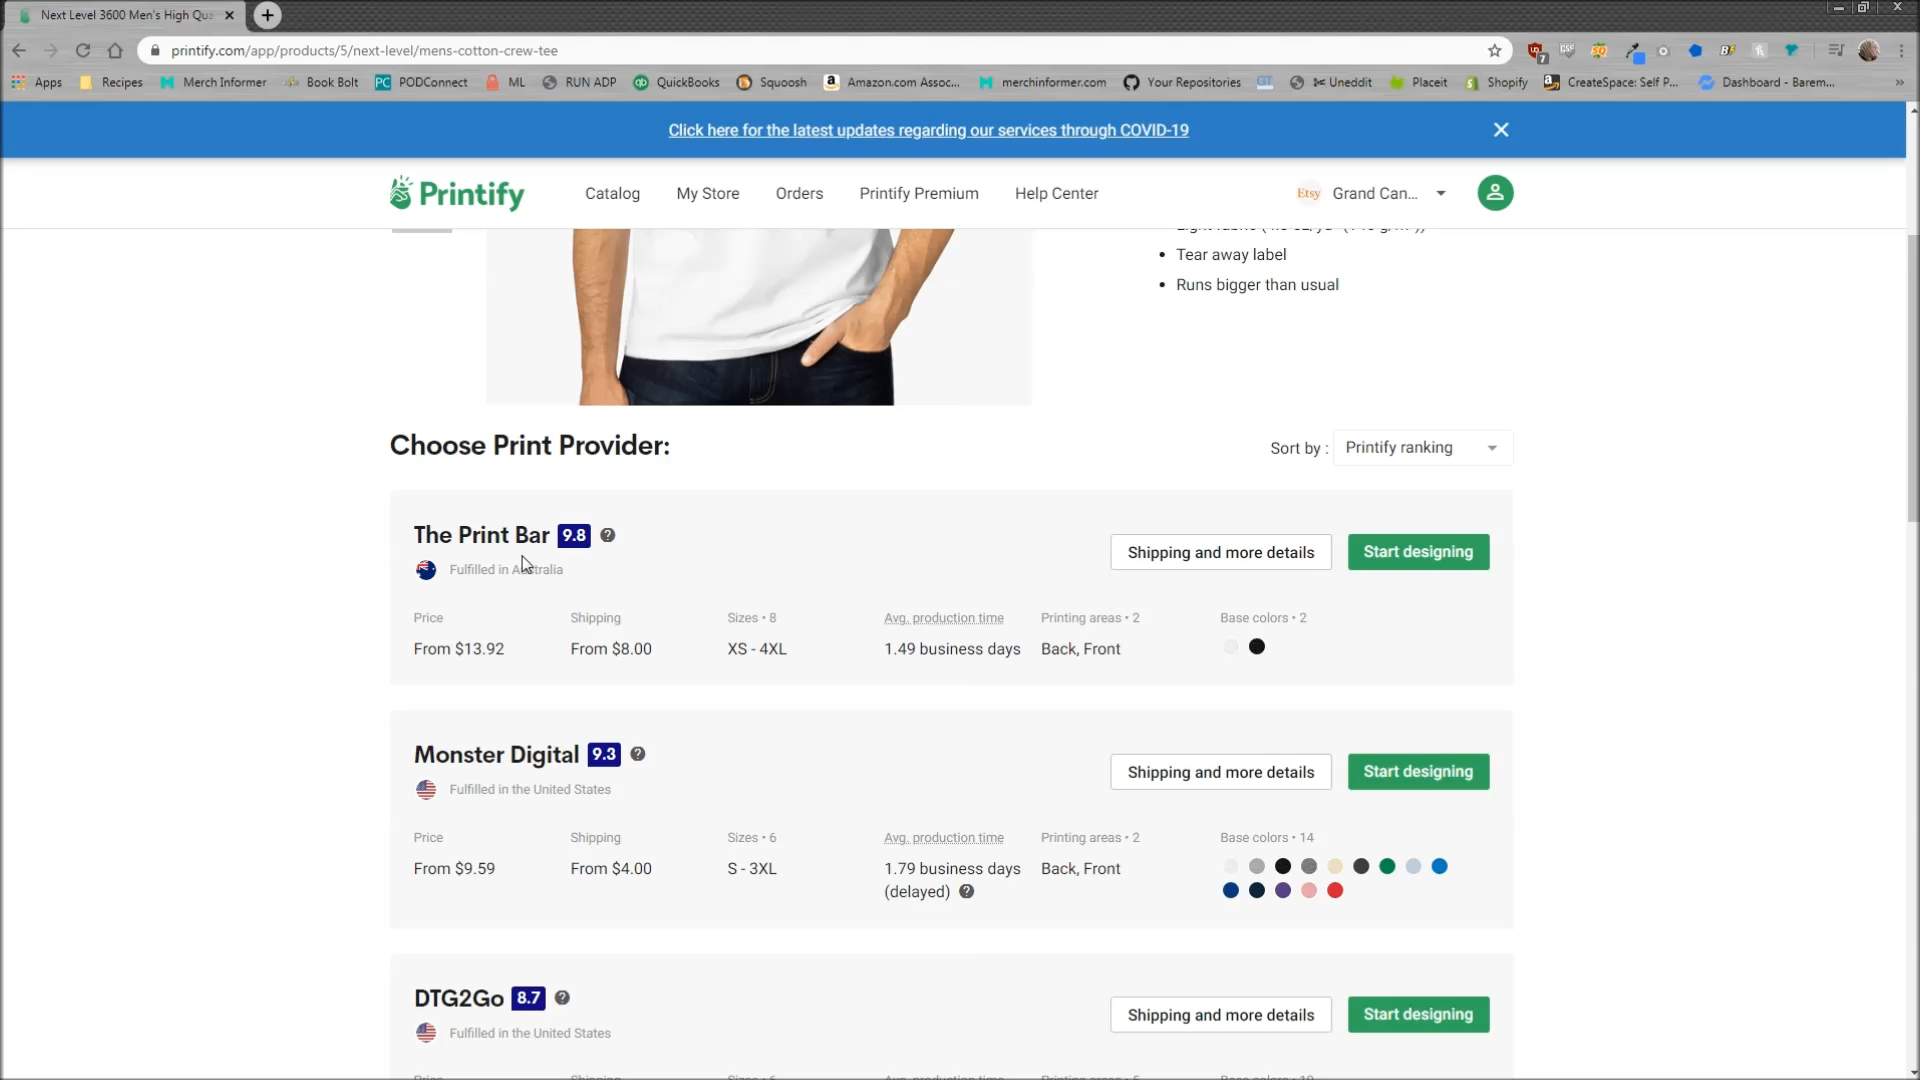 Next Level 3600 Men's High Qua
printify.com/app/products/5/next-level/mens-cotton-crew-tee
Apps Recipes Merch Informer Book Bolt PODConnect ML RUN ADP QuickBooks Squoosh Amazon.com Assoc... merchinformer.com Your Repositories GT Uneddit Placeit Shopify CreateSpace: Self P... Dashboard - Barem... »
Click here for the latest updates regarding our services through COVID-19
Printify Catalog My Store Orders Printify Premium Help Center Etsy Grand Can...
• Tear away label
• Runs bigger than usual
Choose Print Provider:
Sort by : Printify ranking
The Print Bar 9.8
Fulfilled in Australia
Shipping and more details Start designing
Price Shipping Sizes • 8 Avg. production time Printing areas • 2 Base colors • 2
From $13.92 From $8.00 XS - 4XL 1.49 business days Back, Front
Monster Digital 9.3
Fulfilled in the United States
Shipping and more details Start designing
Price Shipping Sizes • 6 Avg. production time Printing areas • 2 Base colors • 14
From $9.59 From $4.00 S - 3XL 1.79 business days Back, Front
(delayed)
DTG2Go 8.7
Fulfilled in the United States
Shipping and more details Start designing